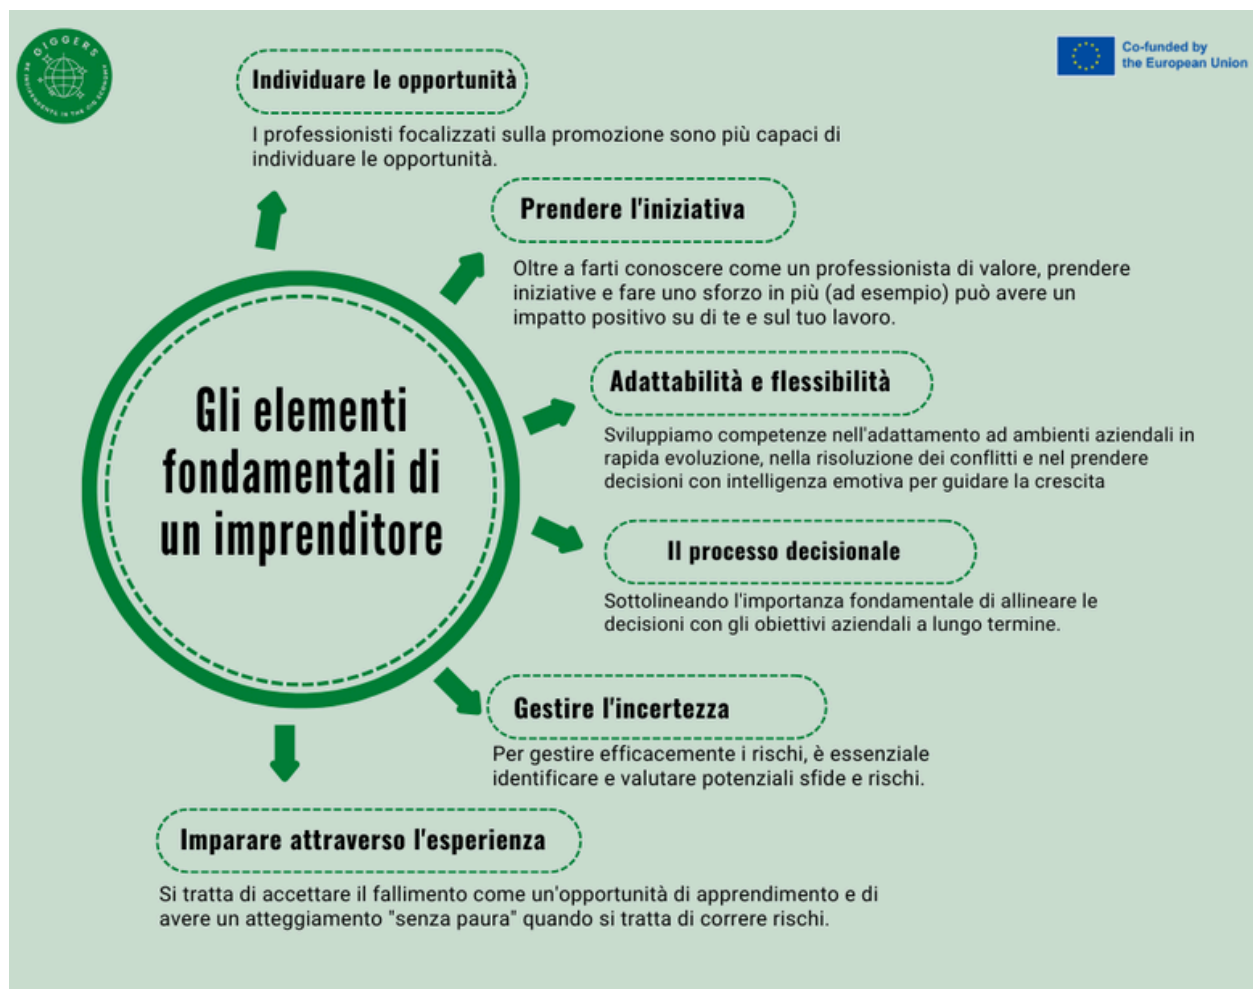 GIGGERS
BE INDIPENDENTE IN THE GIG ECONOMY
Co-funded by
the European Union
Individuare le opportunità
I professionisti focalizzati sulla promozione sono più capaci di
individuare le opportunità.
Prendere l'iniziativa
Oltre a farti conoscere come un professionista di valore, prendere
iniziative e fare uno sforzo in più (ad esempio) può avere un
impatto positivo su di te e sul tuo lavoro.
Gli elementi
fondamentali di
un imprenditore
Adattabilità e flessibilità
Sviluppiamo competenze nell'adattamento ad ambienti aziendali in
rapida evoluzione, nella risoluzione dei conflitti e nel prendere
decisioni con intelligenza emotiva per guidare la crescita
Il processo decisionale
Sottolineando l'importanza fondamentale di allineare le
decisioni con gli obiettivi aziendali a lungo termine.
Gestire l'incertezza
Per gestire efficacemente i rischi, è essenziale
identificare e valutare potenziali sfide e rischi.
Imparare attraverso l'esperienza
Si tratta di accettare il fallimento come un'opportunità di apprendimento e di
avere un atteggiamento "senza paura" quando si tratta di correre rischi.